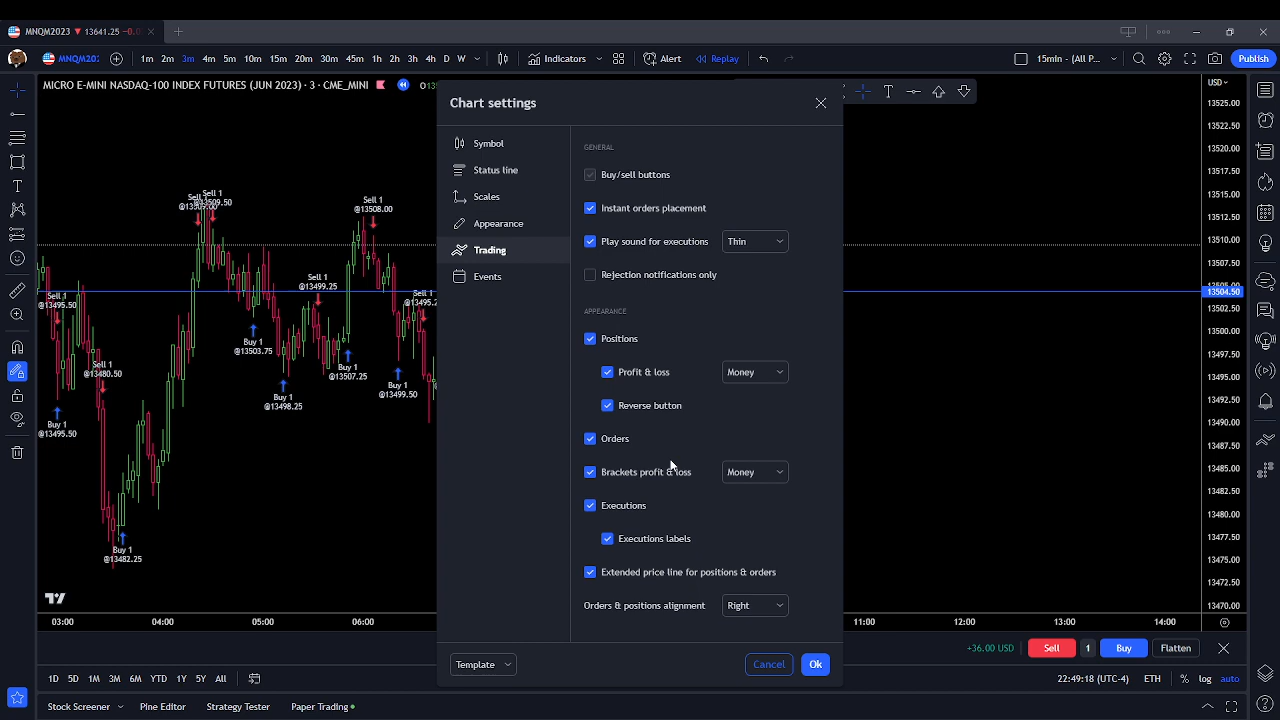 MNQM2023 ▼ 13641.25
MNQM202:
1m 2m 3m 4m 5m 10m 15m 20m 30m 45m 1h 2h 3h 4h D W
Indicators
Alert
Replay
15min - (All P...
Publish
MICRO E-MINI NASDAQ-100 INDEX FUTURES (JUN 2023) · 3 · CME_MINI
USD
Chart settings
Symbol
Status line
Scales
Appearance
Trading
Events
GENERAL
Buy/sell buttons
Instant orders placement
Play sound for executions Thin
Rejection notifications only
APPEARANCE
Positions
Profit & loss Money
Reverse button
Orders
Brackets profit & loss Money
Executions
Executions labels
Extended price line for positions & orders
Orders & positions alignment Right
Template
Cancel
Ok
Sell 1
@13495.50
Buy 1
@13495.50
Sell 1
@13480.50
Buy 1
@13482.25
Sell 1
@13509.50
Buy 1
@13503.75
Buy 1
@13498.25
Sell 1
@13499.25
Buy 1
@13507.25
Sell 1
@13508.00
Buy 1
@13499.50
Sell 1
13525.00
13522.50
13520.00
13517.50
13515.00
13512.50
13510.00
13507.50
13504.50
13502.50
13500.00
13497.50
13495.00
13492.50
13490.00
13487.50
13485.00
13482.50
13480.00
13477.50
13475.00
13472.50
13470.00
03:00 04:00 05:00 06:00 11:00 12:00 13:00 14:00
+36.00 USD Sell 1 Buy Flatten
1D 5D 1M 3M 6M YTD 1Y 5Y All
22:49:18 (UTC-4) ETH % log auto
Stock Screener Pine Editor Strategy Tester Paper Trading